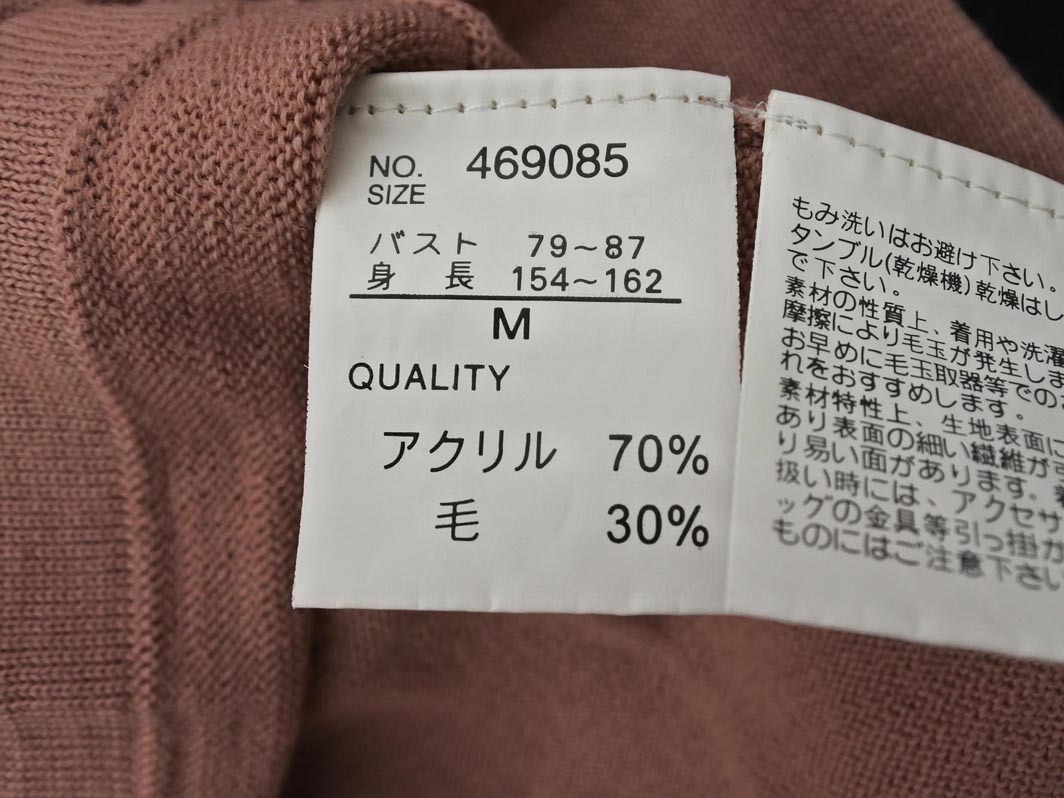 NO. 469085
SIZE
バスト 79～87
身 長 154～162
M
QUALITY
アクリル 70%
毛 30%
もみ洗いはお避け下さい。
タンブル(乾燥機)乾燥はし
で下さい。
素材の性質上、着用や洗濯
摩擦により毛玉が発生しま
お早めに毛玉取器等での
れをおすすめします。
素材特性上、生地表面に
あり表面の細い繊維が
り易い面があります。
扱い時には、アクセサ
ッグの金具等引っ掛か
ものにはご注意下さい